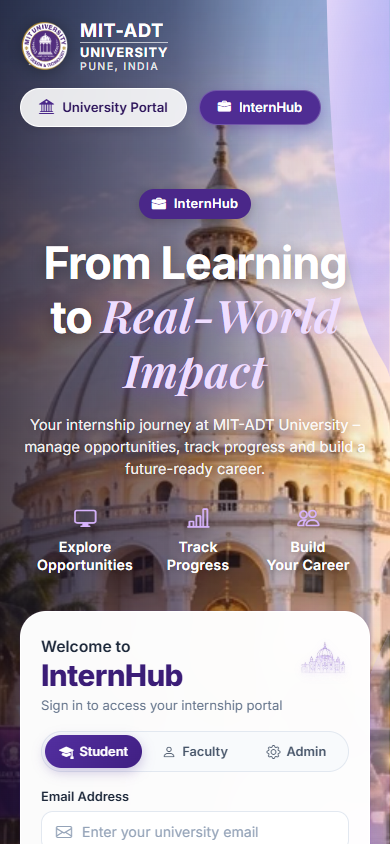 MIT-ADT
UNIVERSITY
PUNE, INDIA
University Portal
InternHub
InternHub
From Learning
to Real-World
Impact
Your internship journey at MIT-ADT University –
manage opportunities, track progress and build a
future-ready career.
Explore
Opportunities
Track
Progress
Build
Your Career
Welcome to
InternHub
Sign in to access your internship portal
Student
Faculty
Admin
Email Address
Enter your university email